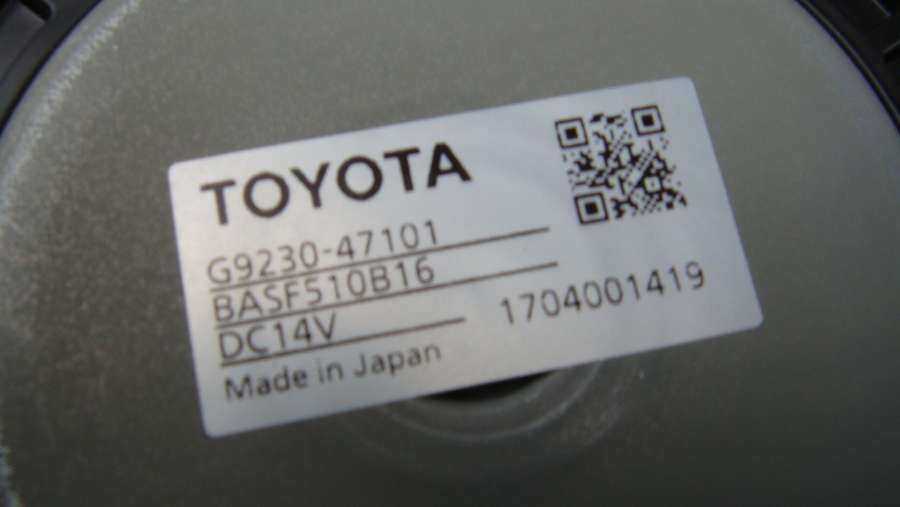 TOYOTA
G9230-47101
BASF510B16
DC14V
1704001419
Made in Japan